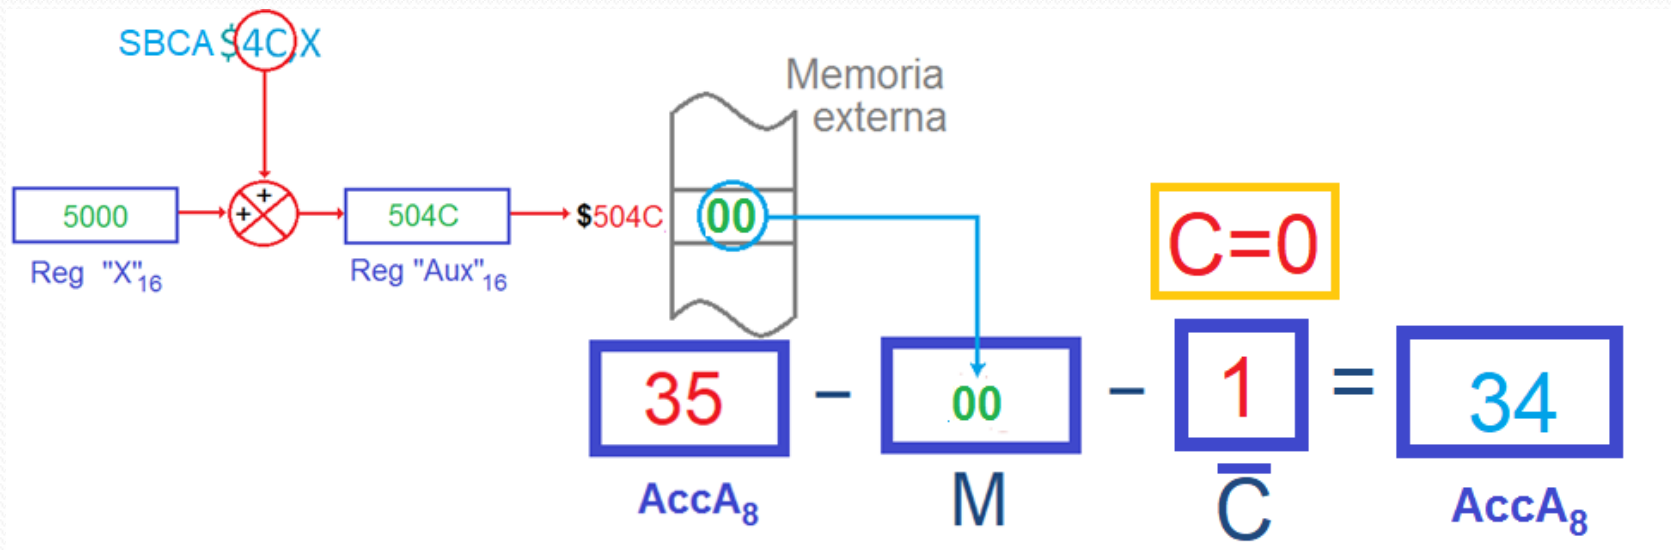 SBCA $4C,X
Memoria
externa
5000
+
+
504C
$504C
00
C=0
Reg "X"16
Reg "Aux"16
35 – 00 – 1 = 34
AccA8
M
C̅
AccA8